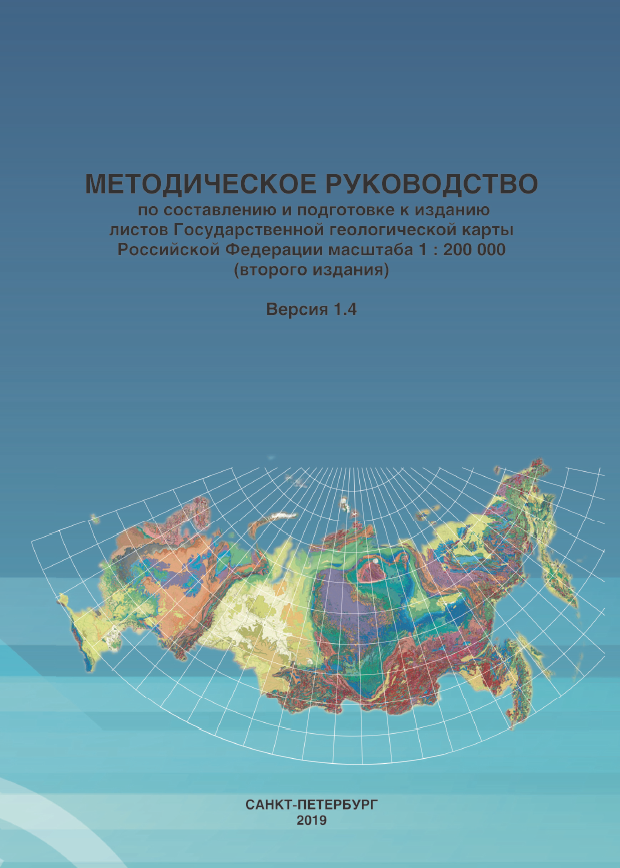 МЕТОДИЧЕСКОЕ РУКОВОДСТВО
по составлению и подготовке к изданию
листов Государственной геологической карты
Российской Федерации масштаба 1 : 200 000
(второго издания)
Версия 1.4
САНКТ-ПЕТЕРБУРГ
2019